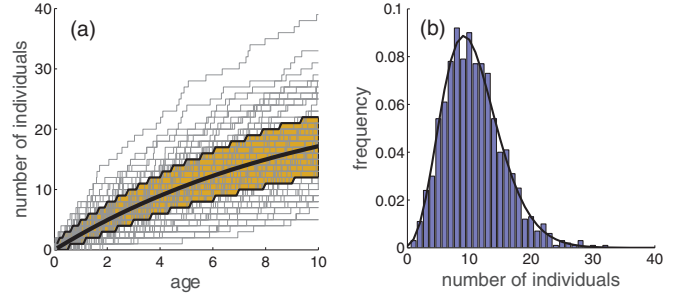 (a)
number of individuals
40
30
20
10
0
0 2 4 6 8 10
age
(b)
frequency
0.1
0.08
0.06
0.04
0.02
0
0 10 20 30 40
number of individuals